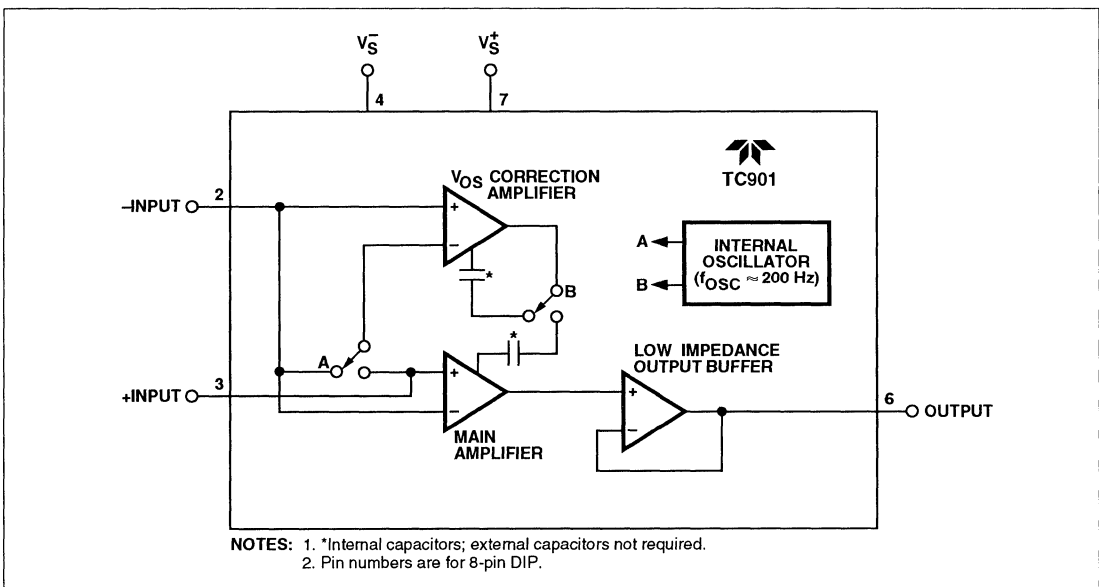 V_S^-
V_S^+
4
7
TC901
V_OS CORRECTION
AMPLIFIER
–INPUT
2
+
–
*
B
A
INTERNAL
OSCILLATOR
(f_OSC ≈ 200 Hz)
B
*
A
LOW IMPEDANCE
OUTPUT BUFFER
+INPUT
3
+
–
MAIN
AMPLIFIER
+
–
6
OUTPUT
NOTES: 1. *Internal capacitors; external capacitors not required.
2. Pin numbers are for 8-pin DIP.